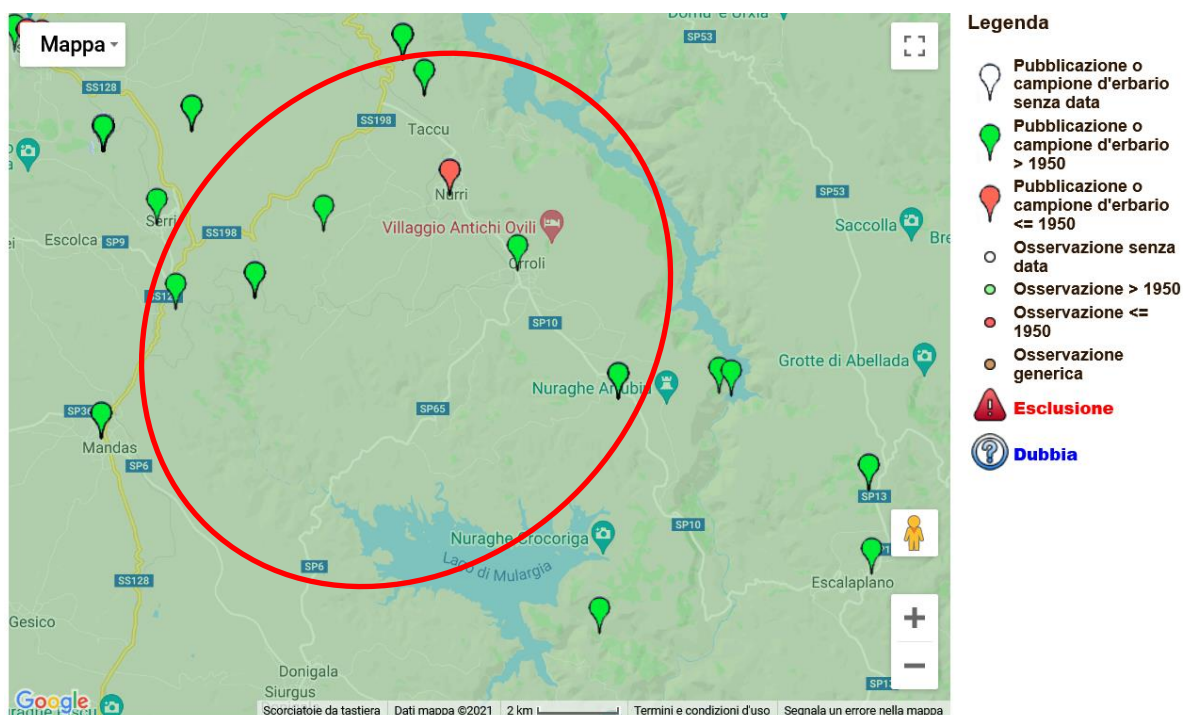 Mappa
Domu 'e Orxia
SP53
SS128
SS198
Taccu
Nurri
SP53
Serri
Villaggio Antichi Ovili
Saccolla
Bre
Escolca
SP9
SS198
Orroli
SP10
Grotte di Abellada
Nuraghe Arrubiu
SP65
Mandas
SP6
SP13
Nuraghe Crocoriga
SP10
Lago di Mulargia
SP6
SS128
Escalaplano
Gesico
Donigala
Siurgus
Google
Scorciatoie da tastiera
Dati mappa ©2021
2 km
Termini e condizioni d'uso
Segnala un errore nella mappa
Legenda
Pubblicazione o
campione d'erbario
senza data
Pubblicazione o
campione d'erbario
> 1950
Pubblicazione o
campione d'erbario
<= 1950
Osservazione senza
data
Osservazione > 1950
Osservazione <=
1950
Osservazione
generica
Esclusione
Dubbia